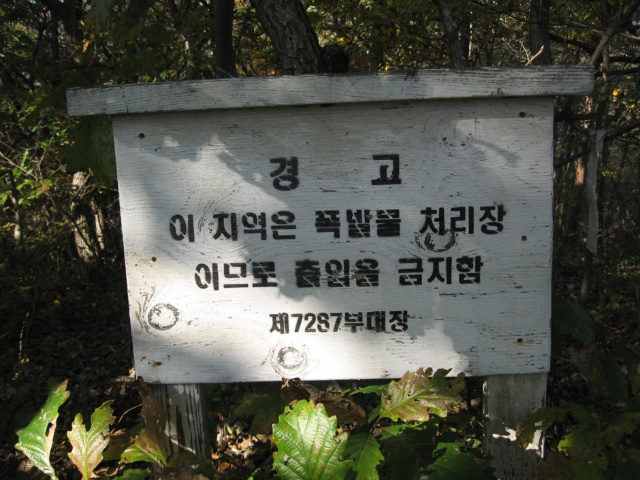 경 고
이 지역은 폭발물 처리장
이므로 출입을 금지함
제7287부대장